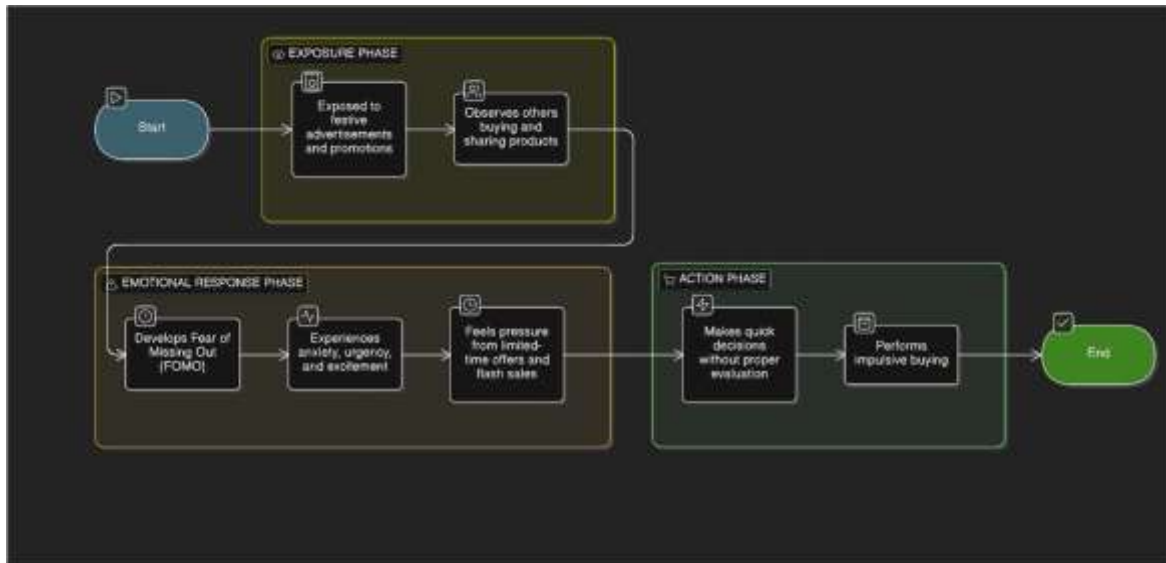 EXPOSURE PHASE
Start
Exposed to
festive
advertisements
and promotions
Observes others
buying and
sharing products
EMOTIONAL RESPONSE PHASE
Develops Fear of
Missing Out
(FOMO)
Experiences
anxiety, urgency,
and excitement
Feels pressure
from limited-
time offers and
flash sales
ACTION PHASE
Makes quick
decisions
without proper
evaluation
Performs
impulsive buying
End